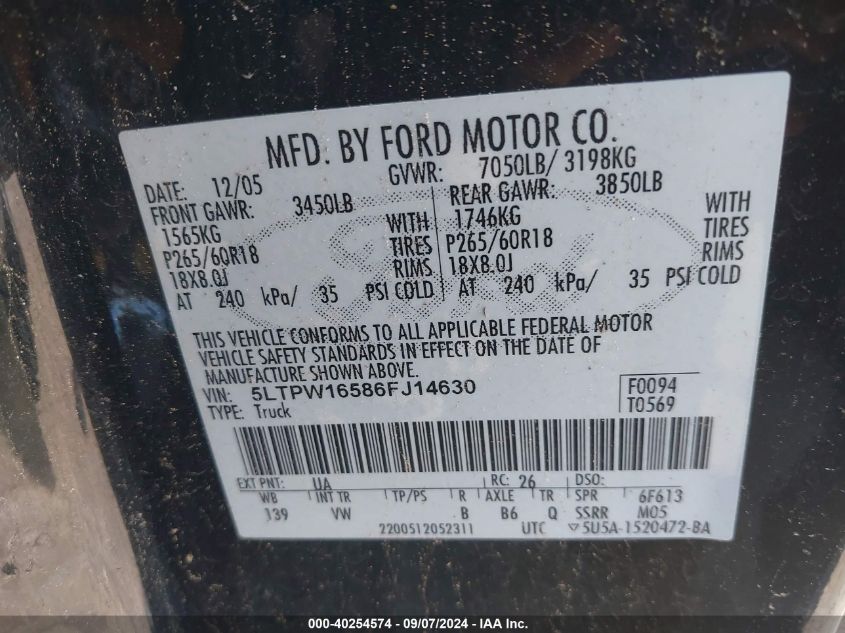 MFD. BY FORD MOTOR CO.
DATE: 12/05 GVWR: 7050LB/ 3198KG
FRONT GAWR: 3450LB REAR GAWR: 3850LB
1565KG WITH 1746KG WITH
P265/60R18 TIRES P265/60R18 TIRES
18X8.0J RIMS 18X8.0J RIMS
AT 240 kPa/ 35 PSI COLD AT 240 kPa/ 35 PSI COLD
THIS VEHICLE CONFORMS TO ALL APPLICABLE FEDERAL MOTOR
VEHICLE SAFETY STANDARDS IN EFFECT ON THE DATE OF
MANUFACTURE SHOWN ABOVE.
VIN: 5LTPW16586FJ14630 F0094
TYPE: Truck T0569
EXT PNT: UA RC: 26 DSO:
WB INT TR TP/PS R AXLE TR SPR 6F613
139 VW B B6 Q SSRR M05
2200512052311 UTC ▽5U5A-1520472-BA
000-40254574 - 09/07/2024 - IAA Inc.